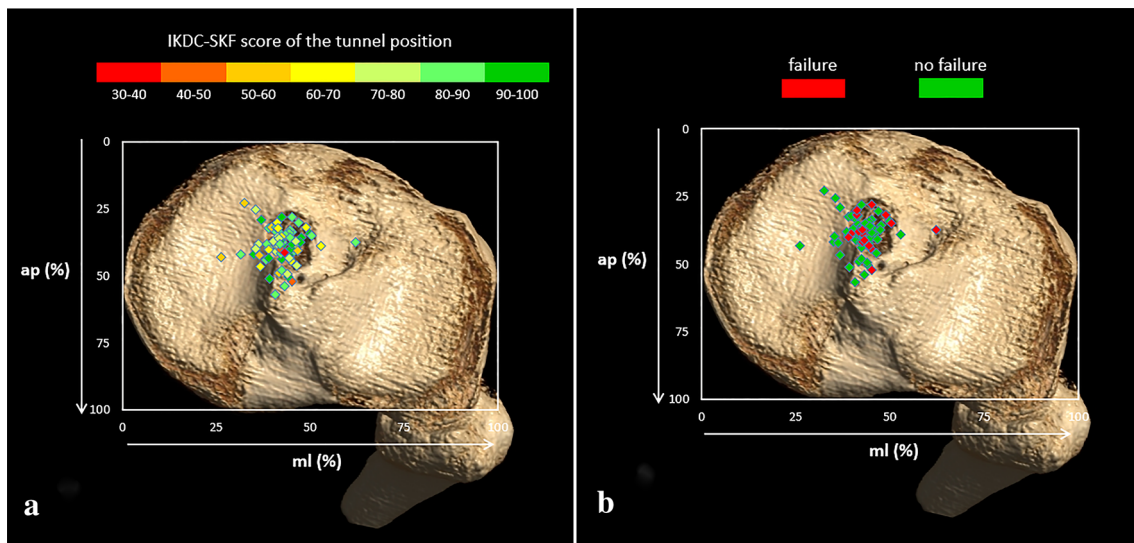 IKDC-SKF score of the tunnel position
30-40 40-50 50-60 60-70 70-80 80-90 90-100
0
25
ap (%) 50
75
100
0 25 50 75 100
ml (%)
a
failure no failure
0
25
ap (%) 50
75
100
0 25 50 75 100
ml (%)
b